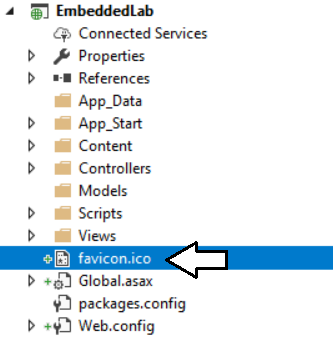 EmbeddedLab
Connected Services
Properties
References
App_Data
App_Start
Content
Controllers
Models
Scripts
Views
favicon.ico
Global.asax
packages.config
Web.config